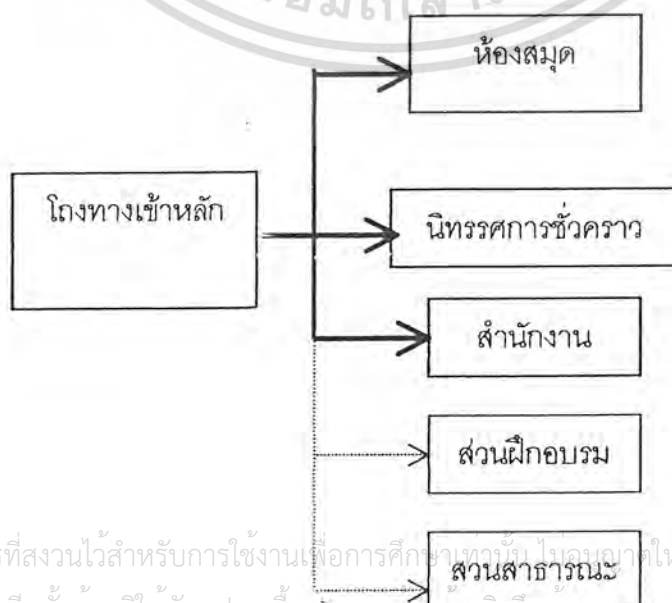 ห้องสมุด
โถงทางเข้าหลัก
นิทรรศการชั่วคราว
สำนักงาน
ส่วนฝึกอบรม
สวนสาธารณะ